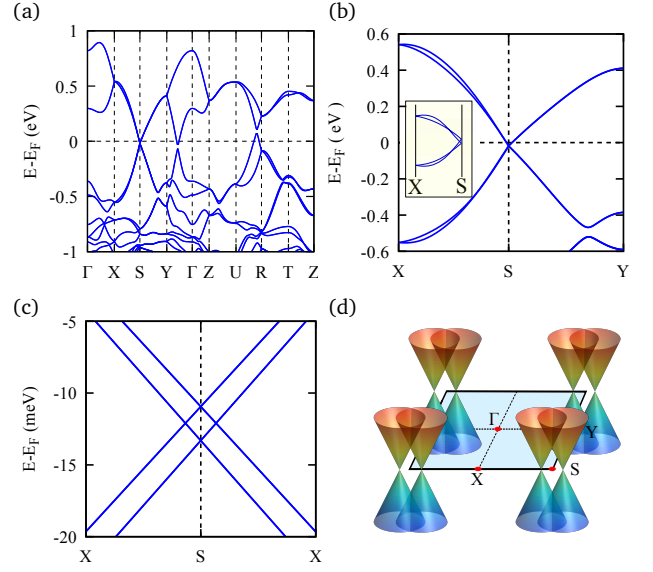 (a)
(b)
1
0.5
0
-0.5
-1
E-E_F (eV)
Γ X S Y Γ Z U R T Z
0.6
0.4
0.2
0
-0.2
-0.4
-0.6
E-E_F ( eV )
X S
X S Y
(c)
(d)
-5
-10
-15
-20
E-E_F (meV)
X S X
Γ
Y
X
S